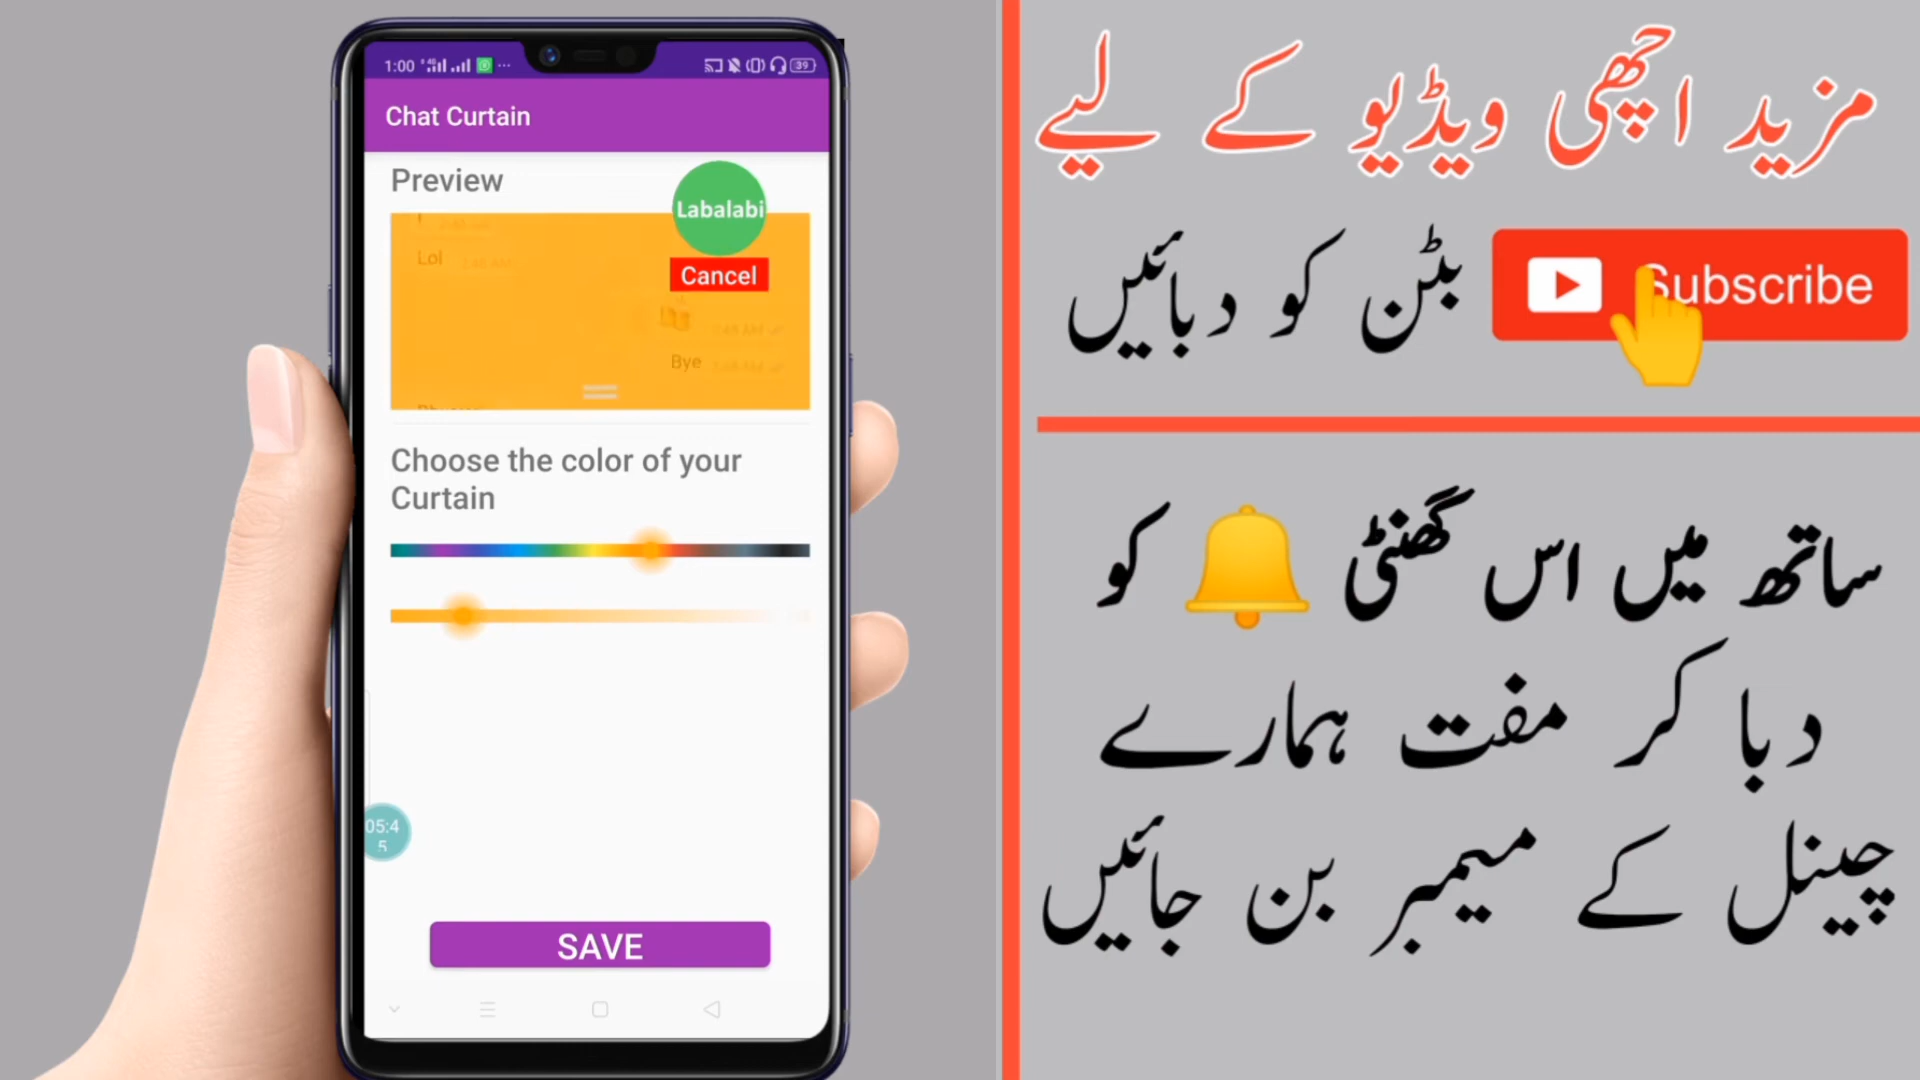 1:00
39
Chat Curtain
Preview
Labalabi
Lol
Cancel
Bye
Choose the color of your
Curtain
05:4
5
SAVE
مزید اچھی ویڈیو کے لیے
Subscribe بٹن کو دبائیں
ساتھ میں اس گھنٹی کو
دبا کر مفت ہمارے
چینل کے میمبر بن جائیں